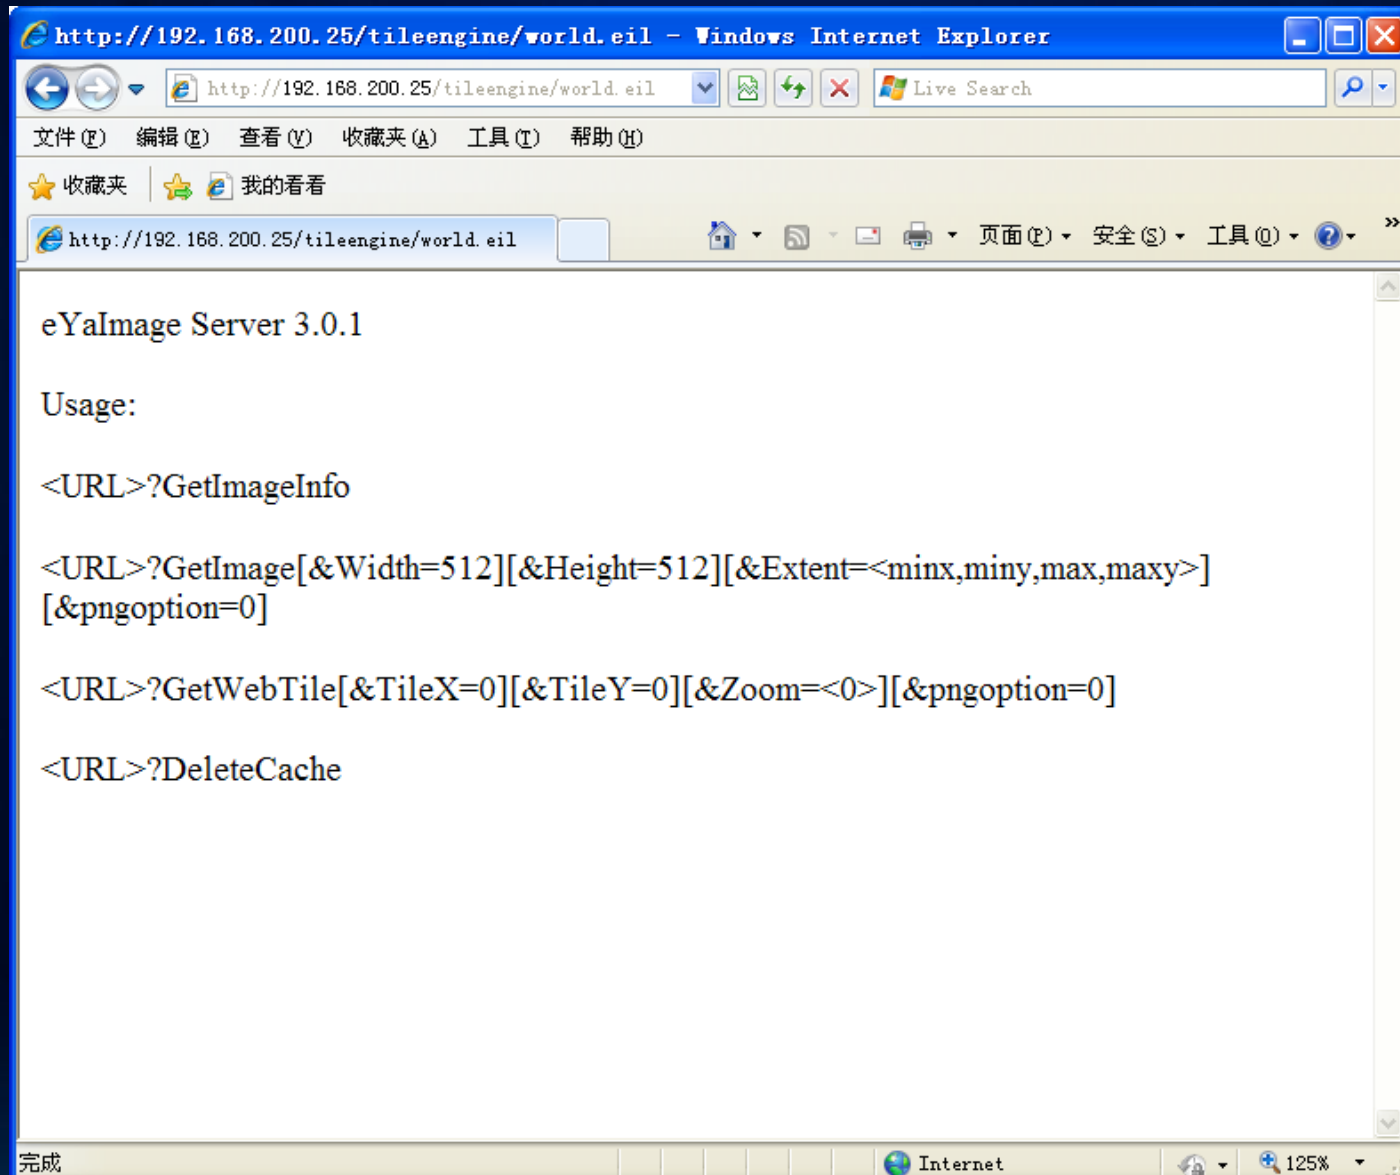 http://192.168.200.25/tileengine/world.eil - Windows Internet Explorer
http://192.168.200.25/tileengine/world.eil
Live Search
文件(F) 编辑(E) 查看(V) 收藏夹(A) 工具(T) 帮助(H)
收藏夹 我的看看
http://192.168.200.25/tileengine/world.eil
页面(P) 安全(S) 工具(O) »
eYaImage Server 3.0.1
Usage:
<URL>?GetImageInfo
<URL>?GetImage[&Width=512][&Height=512][&Extent=<minx,miny,max,maxy>]
[&pngoption=0]
<URL>?GetWebTile[&TileX=0][&TileY=0][&Zoom=<0>][&pngoption=0]
<URL>?DeleteCache
完成 Internet 125%